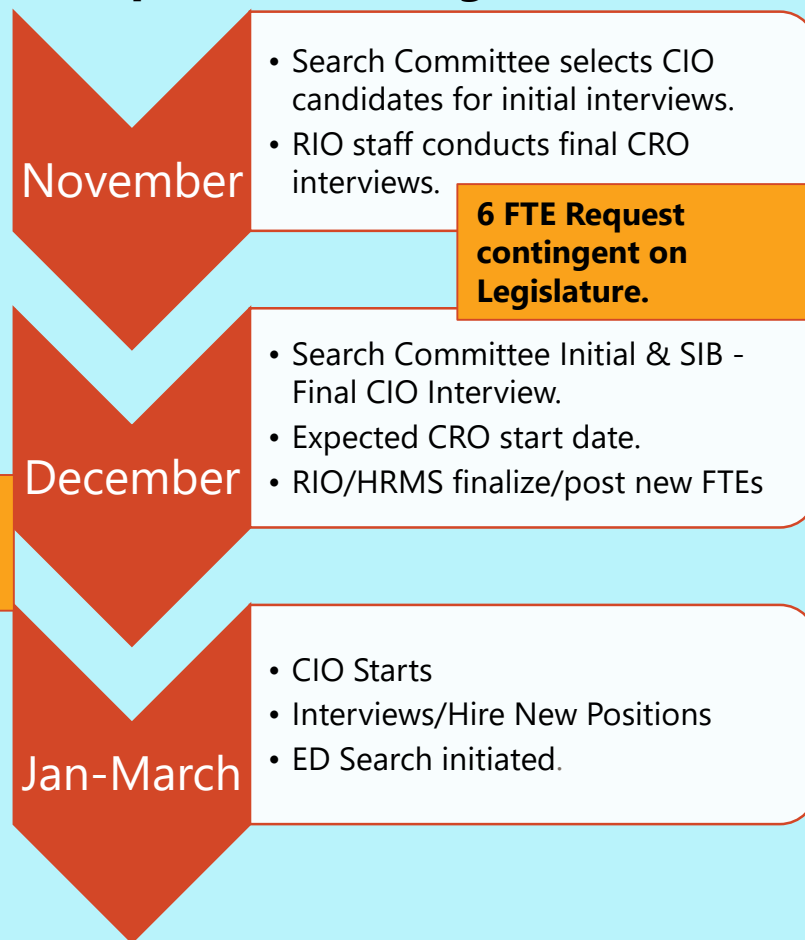 November
• Search Committee selects CIO
candidates for initial interviews.
• RIO staff conducts final CRO
interviews.
6 FTE Request
contingent on
Legislature.
December
• Search Committee Initial & SIB -
Final CIO Interview.
• Expected CRO start date.
• RIO/HRMS finalize/post new FTEs
Jan-March
• CIO Starts
• Interviews/Hire New Positions
• ED Search initiated.